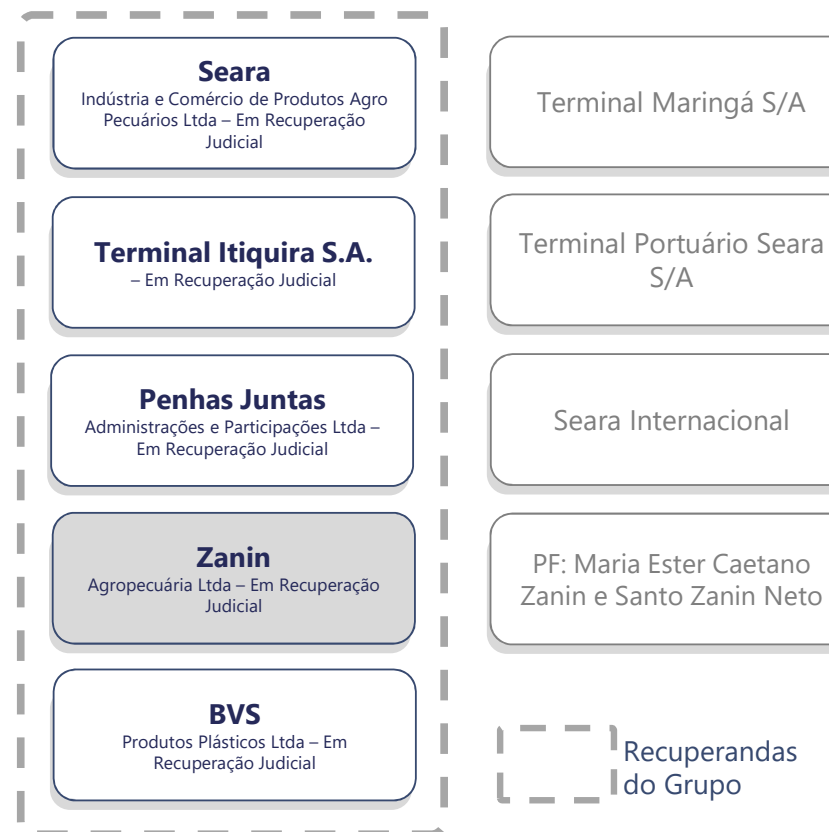 Seara
Indústria e Comércio de Produtos Agro
Pecuários Ltda – Em Recuperação
Judicial
Terminal Itiquira S.A.
– Em Recuperação Judicial
Penhas Juntas
Administrações e Participações Ltda –
Em Recuperação Judicial
Zanin
Agropecuária Ltda – Em Recuperação
Judicial
BVS
Produtos Plásticos Ltda – Em
Recuperação Judicial
Terminal Maringá S/A
Terminal Portuário Seara
S/A
Seara Internacional
PF: Maria Ester Caetano
Zanin e Santo Zanin Neto
Recuperandas
do Grupo